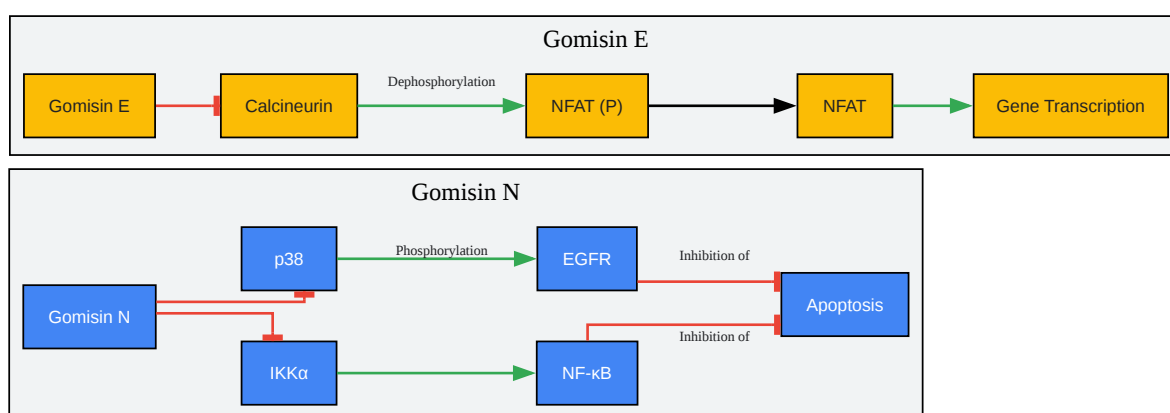 Gomisin E
Dephosphorylation
Gomisin E
Calcineurin
NFAT (P)
NFAT
Gene Transcription
Gomisin N
p38
Phosphorylation
EGFR
Inhibition of
Gomisin N
Apoptosis
IKKα
NF-κB
Inhibition of